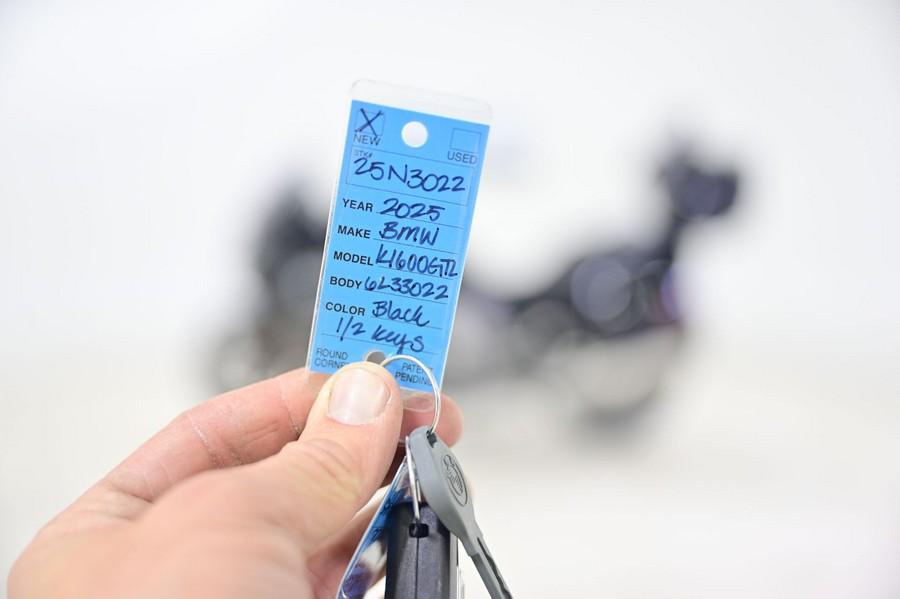 X
NEW
USED
STK#
25N3022
YEAR 2025
MAKE BMW
MODEL K1600GTL
BODY 6L33022
COLOR Black
1/2 keys
ROUND
CORNER
PATENT
PENDING